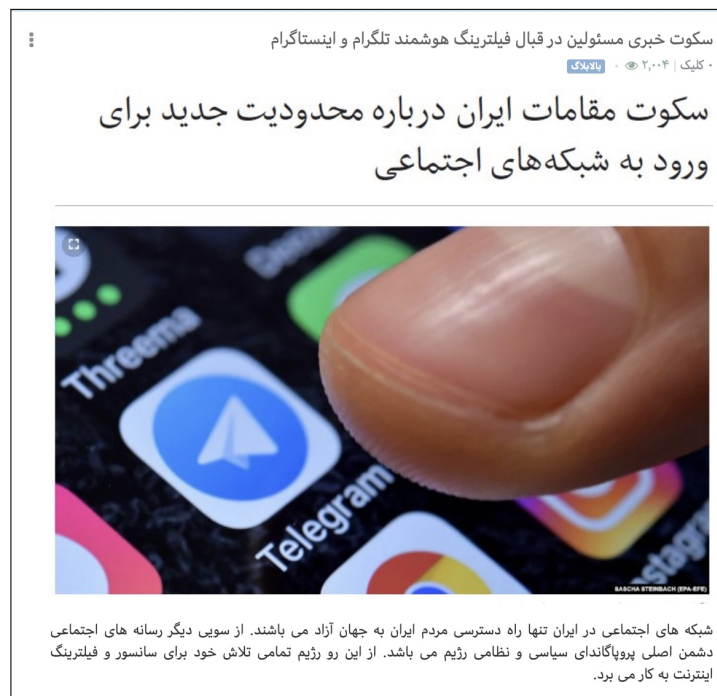 سکوت خبری مسئولین در قبال فیلترینگ هوشمند تلگرام و اینستاگرام
۰ کلیک | ۲,۰۰۴ · بالابلاگ
سکوت مقامات ایران درباره محدودیت جدید برای
ورود به شبکه‌های اجتماعی
Threema
Telegram
SASCHA STEINBACH (EPA-EFE)
شبکه های اجتماعی در ایران تنها راه دسترسی مردم ایران به جهان آزاد می باشند. از سویی دیگر رسانه های اجتماعی
دشمن اصلی پروپاگاندای سیاسی و نظامی رژیم می باشد. از این رو رژیم تمامی تلاش خود برای سانسور و فیلترینگ
اینترنت به کار می برد.